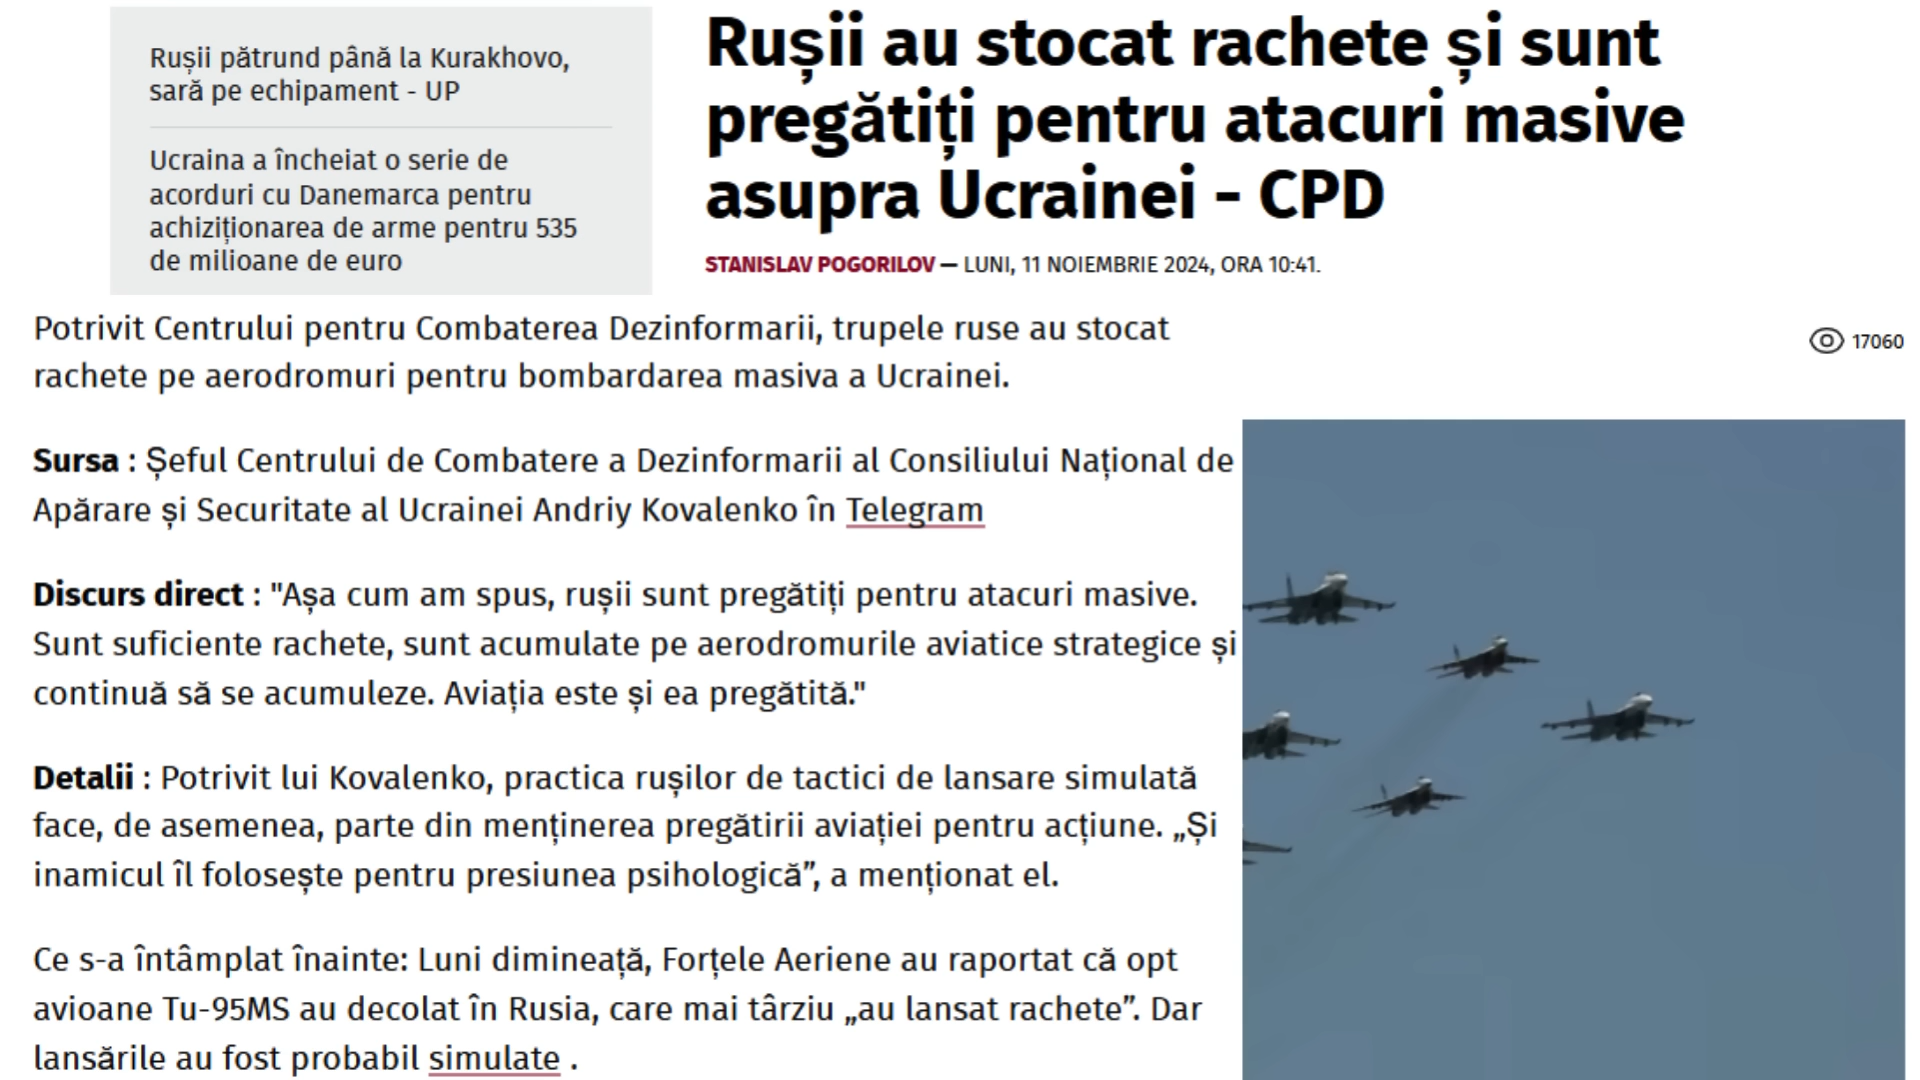 Rușii pătrund până la Kurakhovo,
sară pe echipament - UP
Ucraina a încheiat o serie de
acorduri cu Danemarca pentru
achiziționarea de arme pentru 535
de milioane de euro
Rușii au stocat rachete și sunt
pregătiți pentru atacuri masive
asupra Ucrainei - CPD
STANISLAV POGORILOV — LUNI, 11 NOIEMBRIE 2024, ORA 10:41.
17060
Potrivit Centrului pentru Combaterea Dezinformarii, trupele ruse au stocat
rachete pe aerodromuri pentru bombardarea masiva a Ucrainei.
Sursa : Șeful Centrului de Combatere a Dezinformarii al Consiliului Național de
Apărare și Securitate al Ucrainei Andriy Kovalenko în Telegram
Discurs direct : "Așa cum am spus, rușii sunt pregătiți pentru atacuri masive.
Sunt suficiente rachete, sunt acumulate pe aerodromurile aviatice strategice și
continuă să se acumuleze. Aviația este și ea pregătită."
Detalii : Potrivit lui Kovalenko, practica rușilor de tactici de lansare simulată
face, de asemenea, parte din menținerea pregătirii aviației pentru acțiune. „Și
inamicul îl folosește pentru presiunea psihologică”, a menționat el.
Ce s-a întâmplat înainte: Luni dimineață, Forțele Aeriene au raportat că opt
avioane Tu-95MS au decolat în Rusia, care mai târziu „au lansat rachete”. Dar
lansările au fost probabil simulate .